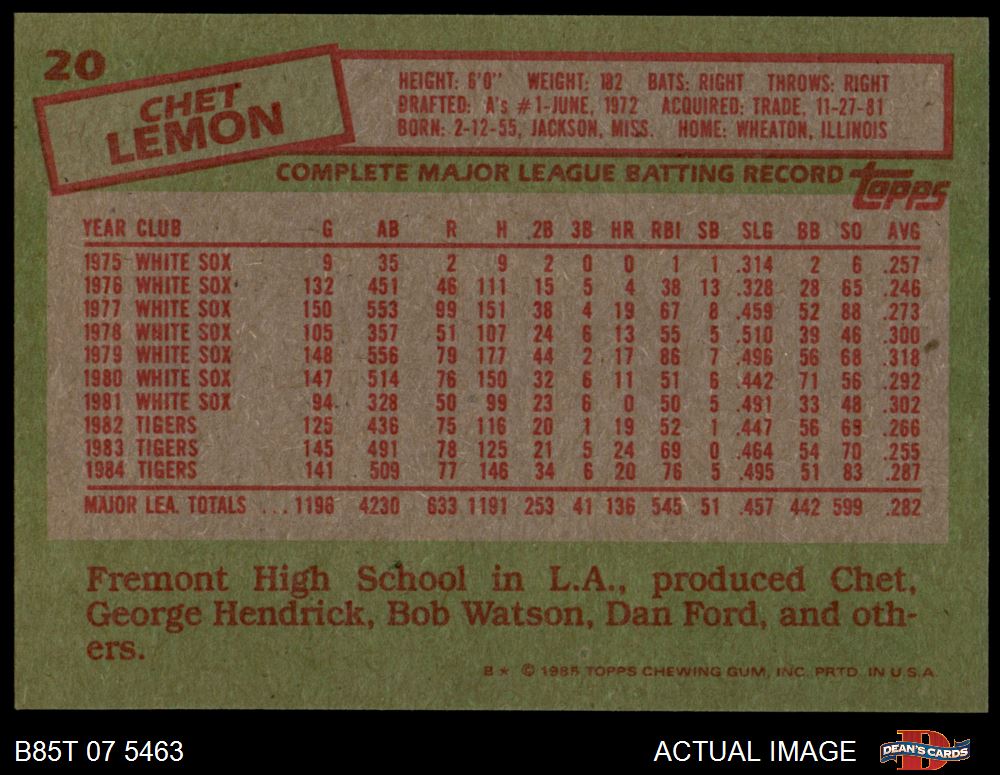 20
CHET
LEMON
HEIGHT: 6'0" WEIGHT: 182 BATS: RIGHT THROWS: RIGHT
DRAFTED: A's #1-JUNE, 1972 ACQUIRED: TRADE, 11-27-81
BORN: 2-12-55, JACKSON, MISS. HOME: WHEATON, ILLINOIS
COMPLETE MAJOR LEAGUE BATTING RECORD topps
YEAR CLUB G AB R H 2B 3B HR RBI SB SLG BB SO AVG
1975 WHITE SOX 9 35 2 9 2 0 0 1 1 .314 2 6 .257
1976 WHITE SOX 132 451 46 111 15 5 4 38 13 .328 28 65 .246
1977 WHITE SOX 150 553 99 151 38 4 19 67 8 .459 52 88 .273
1978 WHITE SOX 105 357 51 107 24 6 13 55 5 .510 39 46 .300
1979 WHITE SOX 148 556 79 177 44 2 17 86 7 .496 56 68 .318
1980 WHITE SOX 147 514 76 150 32 6 11 51 6 .442 71 56 .292
1981 WHITE SOX 94 328 50 99 23 6 0 50 5 .491 33 48 .302
1982 TIGERS 125 436 75 116 20 1 19 52 1 .447 56 69 .266
1983 TIGERS 145 491 78 125 21 5 24 69 0 .464 54 70 .255
1984 TIGERS 141 509 77 146 34 6 20 76 5 .495 51 83 .287
MAJOR LEA. TOTALS ... 1196 4230 633 1191 253 41 136 545 51 .457 442 599 .282
Fremont High School in L.A., produced Chet,
George Hendrick, Bob Watson, Dan Ford, and oth-
ers.
B* © 1985 TOPPS CHEWING GUM, INC. PRTD. IN U.S.A.
B85T 07 5463
ACTUAL IMAGE
D
DEAN'S CARDS